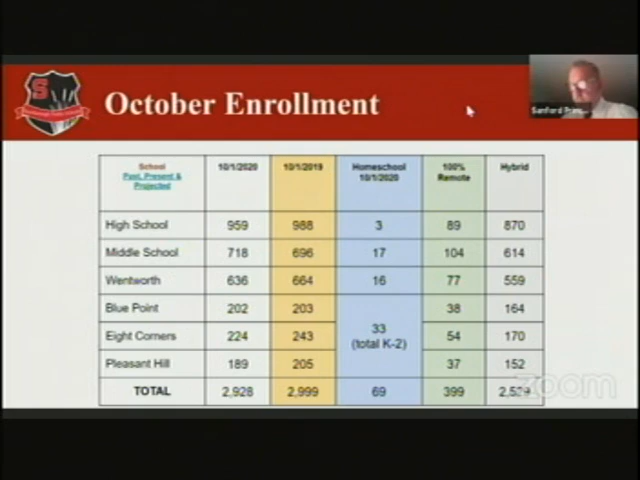 October Enrollment
S
Sanford Prin
School
Past, Present &
Projected
10/1/2020
10/1/2019
Homeschool
10/1/2020
100%
Remote
Hybrid
High School 959 988 3 89 870
Middle School 718 696 17 104 614
Wentworth 636 664 16 77 559
Blue Point 202 203 38 164
33
(total K-2)
Eight Corners 224 243 54 170
Pleasant Hill 189 205 37 152
TOTAL 2,928 2,999 69 399 2,529
zoom